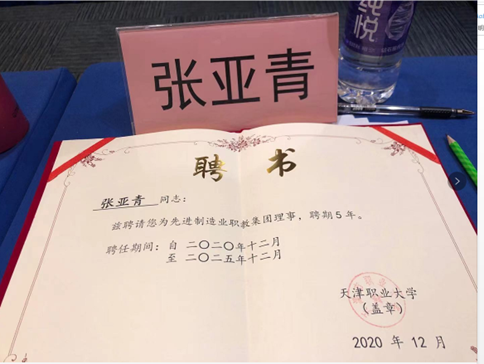 纯悦
张亚青
聘书
张亚青 同志：
兹聘请您为先进制造业职教集团理事，聘期5年。
聘任期间：自 二〇二〇年十二月
至 二〇二五年十二月
天津职业大学
（盖章）
2020 年 12 月